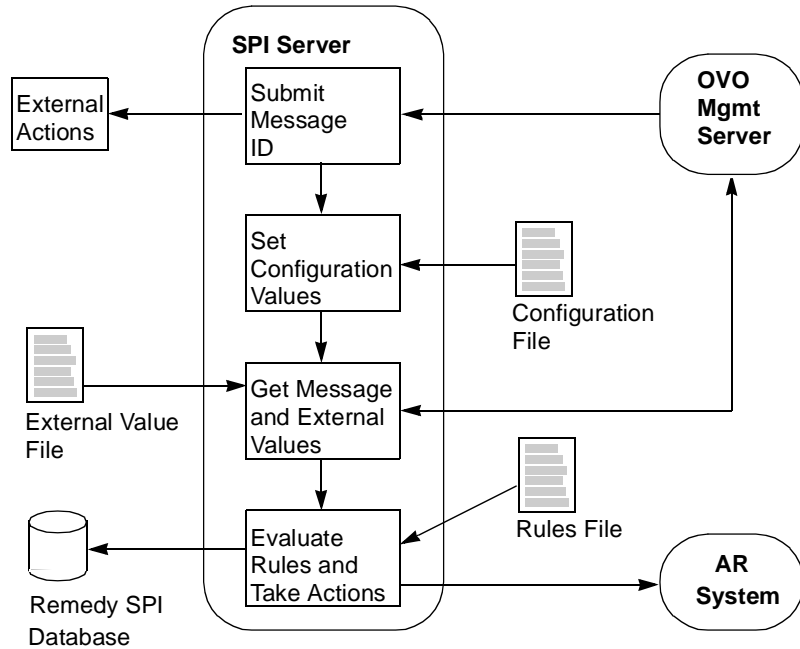 SPI Server
External
Actions
Submit
Message
ID
OVO
Mgmt
Server
Set
Configuration
Values
Configuration
File
External Value
File
Get Message
and External
Values
Rules File
Evaluate
Rules and
Take Actions
Remedy SPI
Database
AR
System